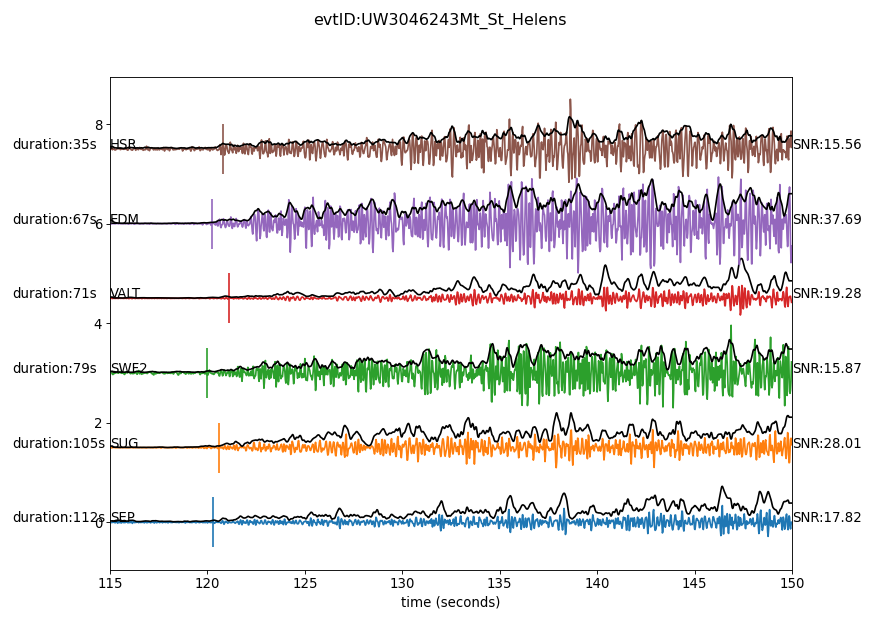 evtID:UW3046243Mt_St_Helens
8
duration:35s HSR SNR:15.56
duration:67s EDM SNR:37.69
6
duration:71s VALT SNR:19.28
4
duration:79s SWF2 SNR:15.87
2
duration:105s SUG SNR:28.01
duration:112s SEP SNR:17.82
0
115 120 125 130 135 140 145 150
time (seconds)